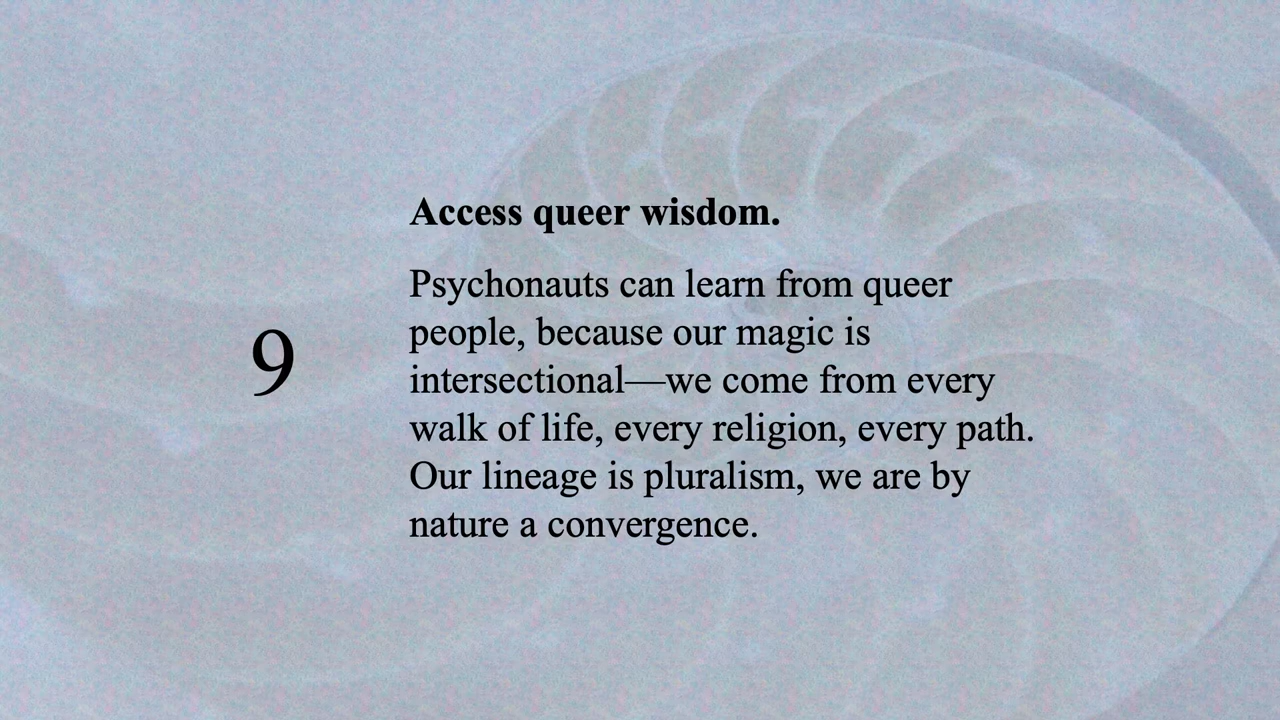 Access queer wisdom.
9
Psychonauts can learn from queer
people, because our magic is
intersectional—we come from every
walk of life, every religion, every path.
Our lineage is pluralism, we are by
nature a convergence.